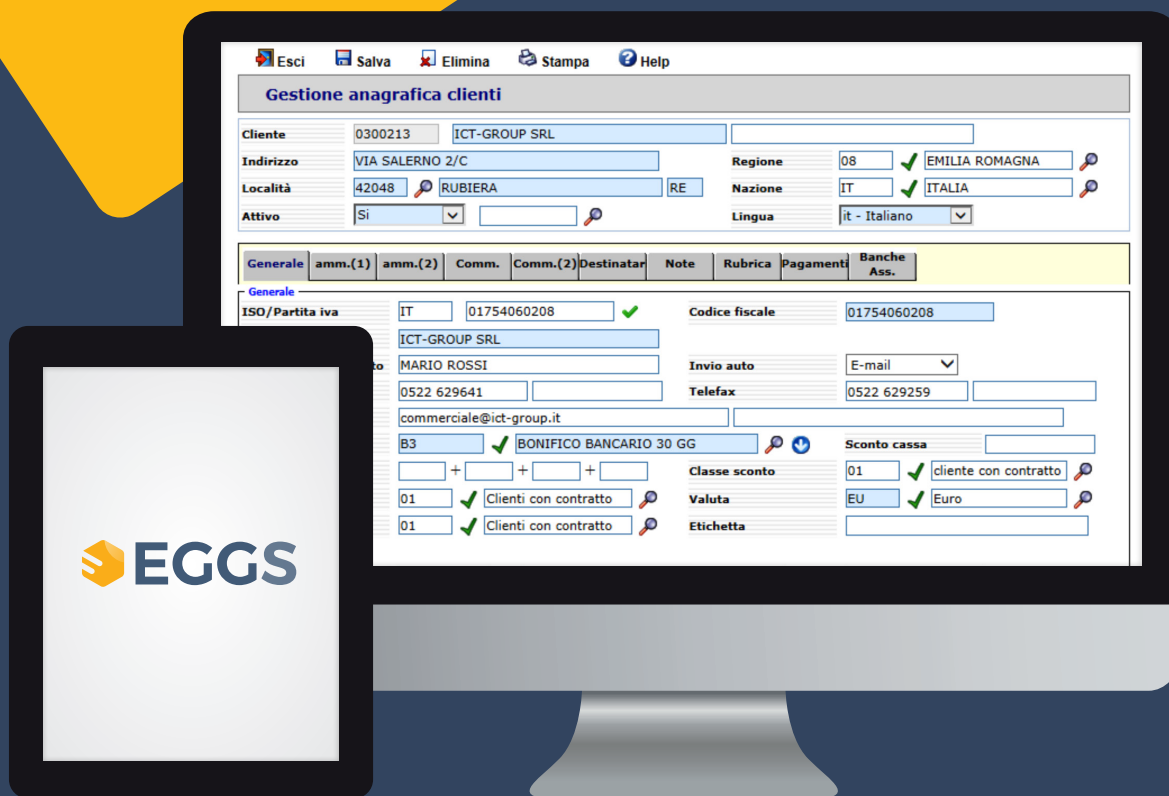 Esci Salva Elimina Stampa Help
Gestione anagrafica clienti
Cliente 0300213 ICT-GROUP SRL
Indirizzo VIA SALERNO 2/C Regione 08 EMILIA ROMAGNA
Località 42048 RUBIERA RE Nazione IT ITALIA
Attivo Si Lingua it - Italiano
Generale amm.(1) amm.(2) Comm. Comm.(2) Destinatar Note Rubrica Pagamenti Banche Ass.
Generale
ISO/Partita iva IT 01754060208 Codice fiscale 01754060208
ICT-GROUP SRL
to MARIO ROSSI Invio auto E-mail
0522 629641 Telefax 0522 629259
commerciale@ict-group.it
B3 BONIFICO BANCARIO 30 GG Sconto cassa
+ + + Classe sconto 01 cliente con contratto
01 Clienti con contratto Valuta EU Euro
01 Clienti con contratto Etichetta
EGGS